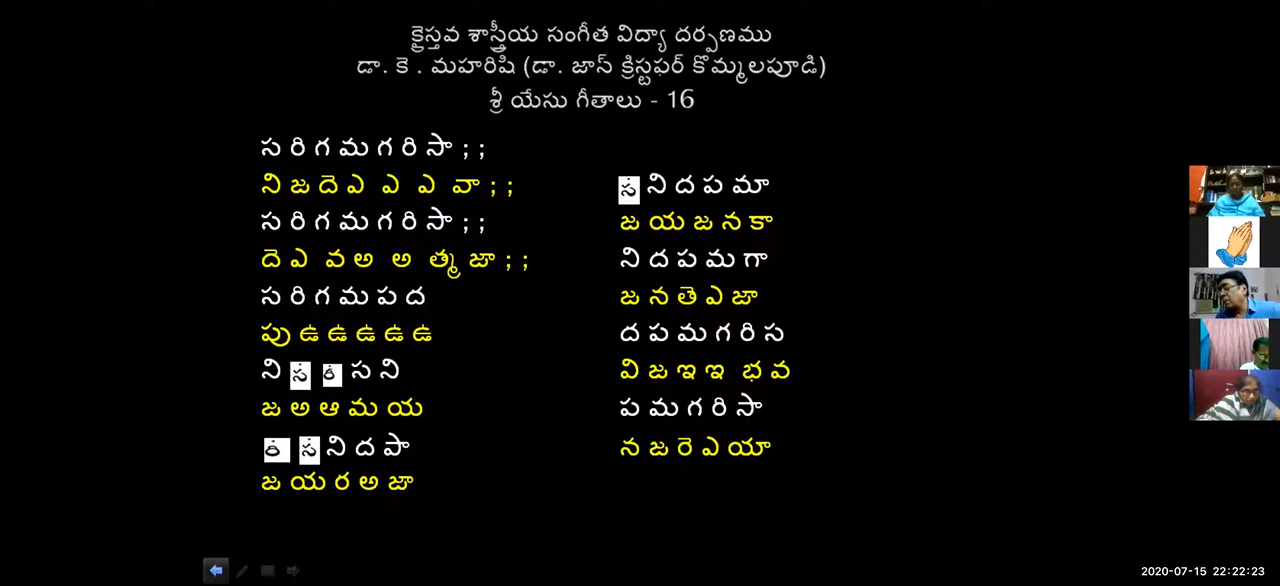 క్రైస్తవ శాస్త్రీయ సంగీత విద్యా దర్పణము
డా. కె . మహరిషి (డా. జాస్ క్రిస్టఫర్ కొమ్మలపూడి)
శ్రీ యేసు గీతాలు - 16
స రి గ మ గ రి సా ; ;
ని జ దె ఎ ఎ ఎ వా ; ;
స రి గ మ గ రి సా ; ;
దె ఎ వ అ అ త్మ జా ; ;
స రి గ మ ప ద
పు ఉ ఉ ఉ ఉ ఉ
ని స రి స ని
జ అ ఆ మ య
రి స ని ద పా
జ య ర అ జా
స ని ద ప మా
జ య జ న కా
ని ద ప మ గా
జ న తె ఎ జా
ద ప మ గ రి స
వి జ ఇ ఇ భ వ
ప మ గ రి సా
న జ రె ఎ యా
2020-07-15 22:22:23